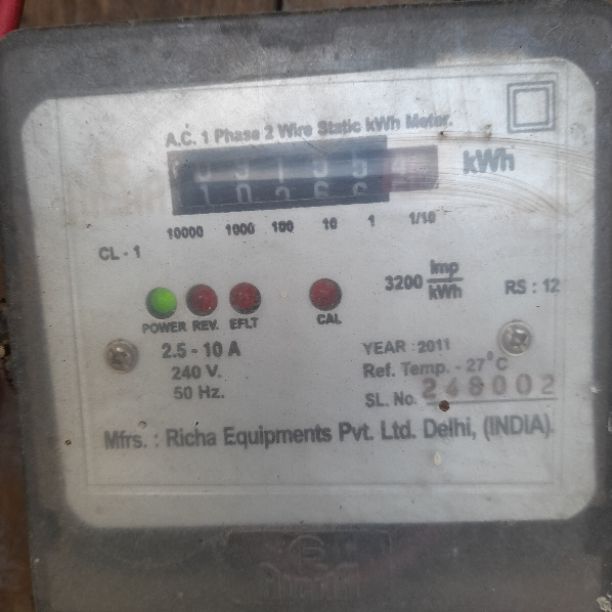 A.C. 1 Phase 2 Wire Static kWh Meter.
kWh
10000 1000 100 10 1 1/10
CL - 1
3200 imp/kWh
RS : 12
POWER REV. EFLT CAL
2.5 - 10 A
240 V.
50 Hz.
YEAR : 2011
Ref. Temp. - 27°C
SL. No. 248002
Mfrs. : Richa Equipments Pvt. Ltd. Delhi, (INDIA)